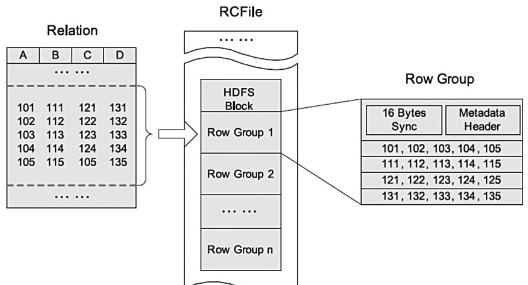 RCFile
Relation
A B C D
... ...
101 111 121 131
102 112 122 132
103 113 123 133
104 114 124 134
105 115 105 135
... ...
... ...
HDFS
Block
Row Group 1
Row Group 2
... ...
Row Group n
Row Group
16 Bytes
Sync
Metadata
Header
101, 102, 103, 104, 105
111, 112, 113, 114, 115
121, 122, 123, 124, 125
131, 132, 133, 134, 135